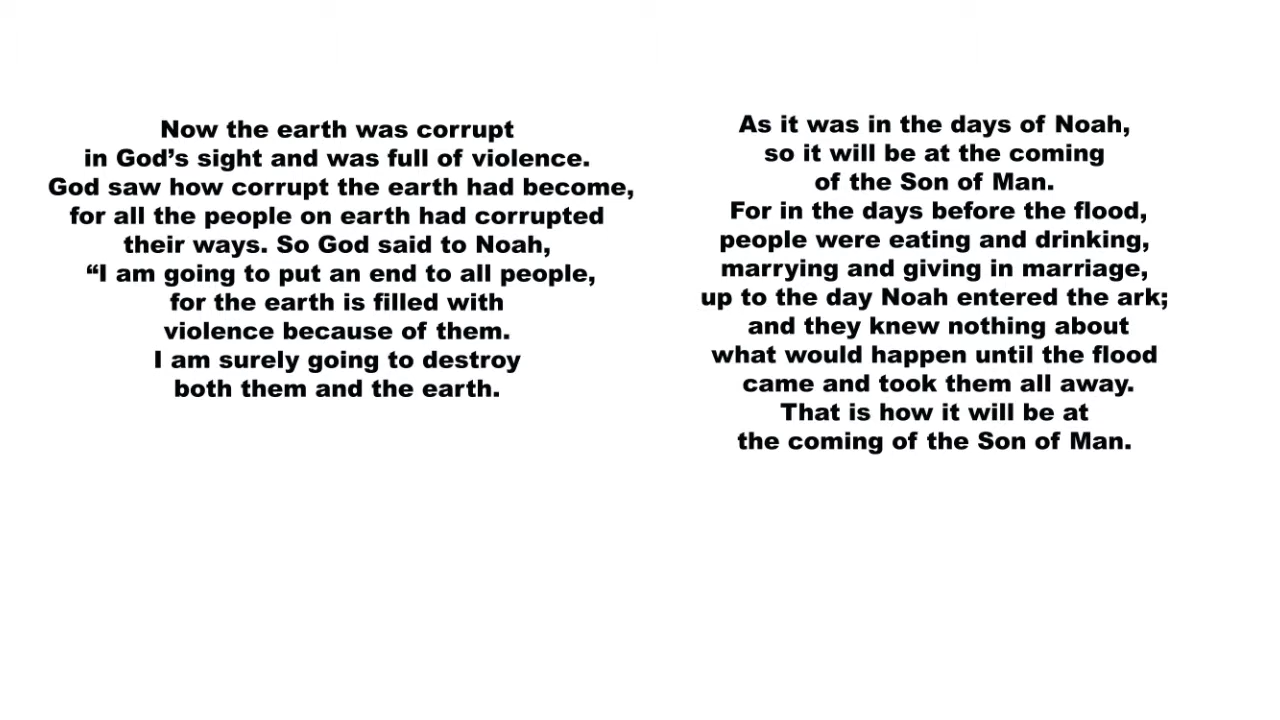 Now the earth was corrupt
in God’s sight and was full of violence.
God saw how corrupt the earth had become,
for all the people on earth had corrupted
their ways. So God said to Noah,
“I am going to put an end to all people,
for the earth is filled with
violence because of them.
I am surely going to destroy
both them and the earth.
As it was in the days of Noah,
so it will be at the coming
of the Son of Man.
For in the days before the flood,
people were eating and drinking,
marrying and giving in marriage,
up to the day Noah entered the ark;
and they knew nothing about
what would happen until the flood
came and took them all away.
That is how it will be at
the coming of the Son of Man.